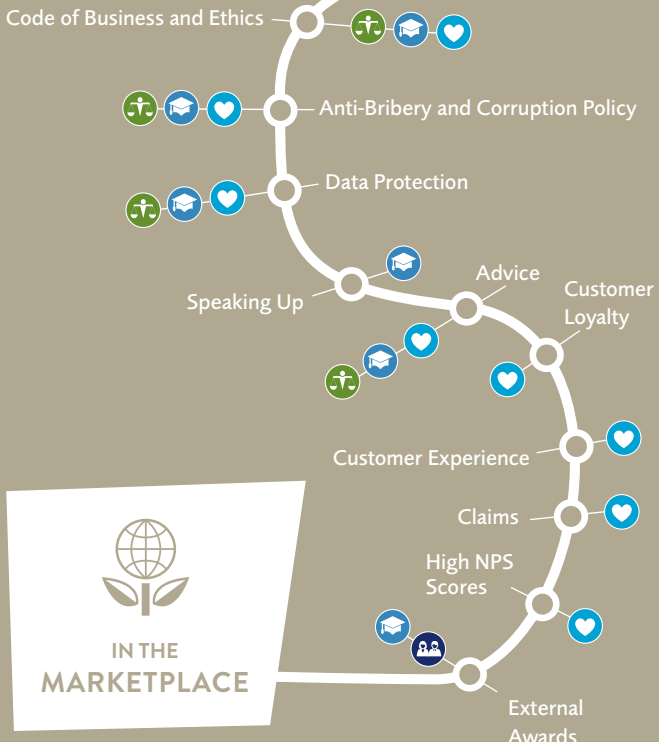 Code of Business and Ethics
Anti-Bribery and Corruption Policy
Data Protection
Speaking Up
Advice
Customer
Loyalty
Customer Experience
Claims
High NPS
Scores
IN THE
MARKETPLACE
External
Awards